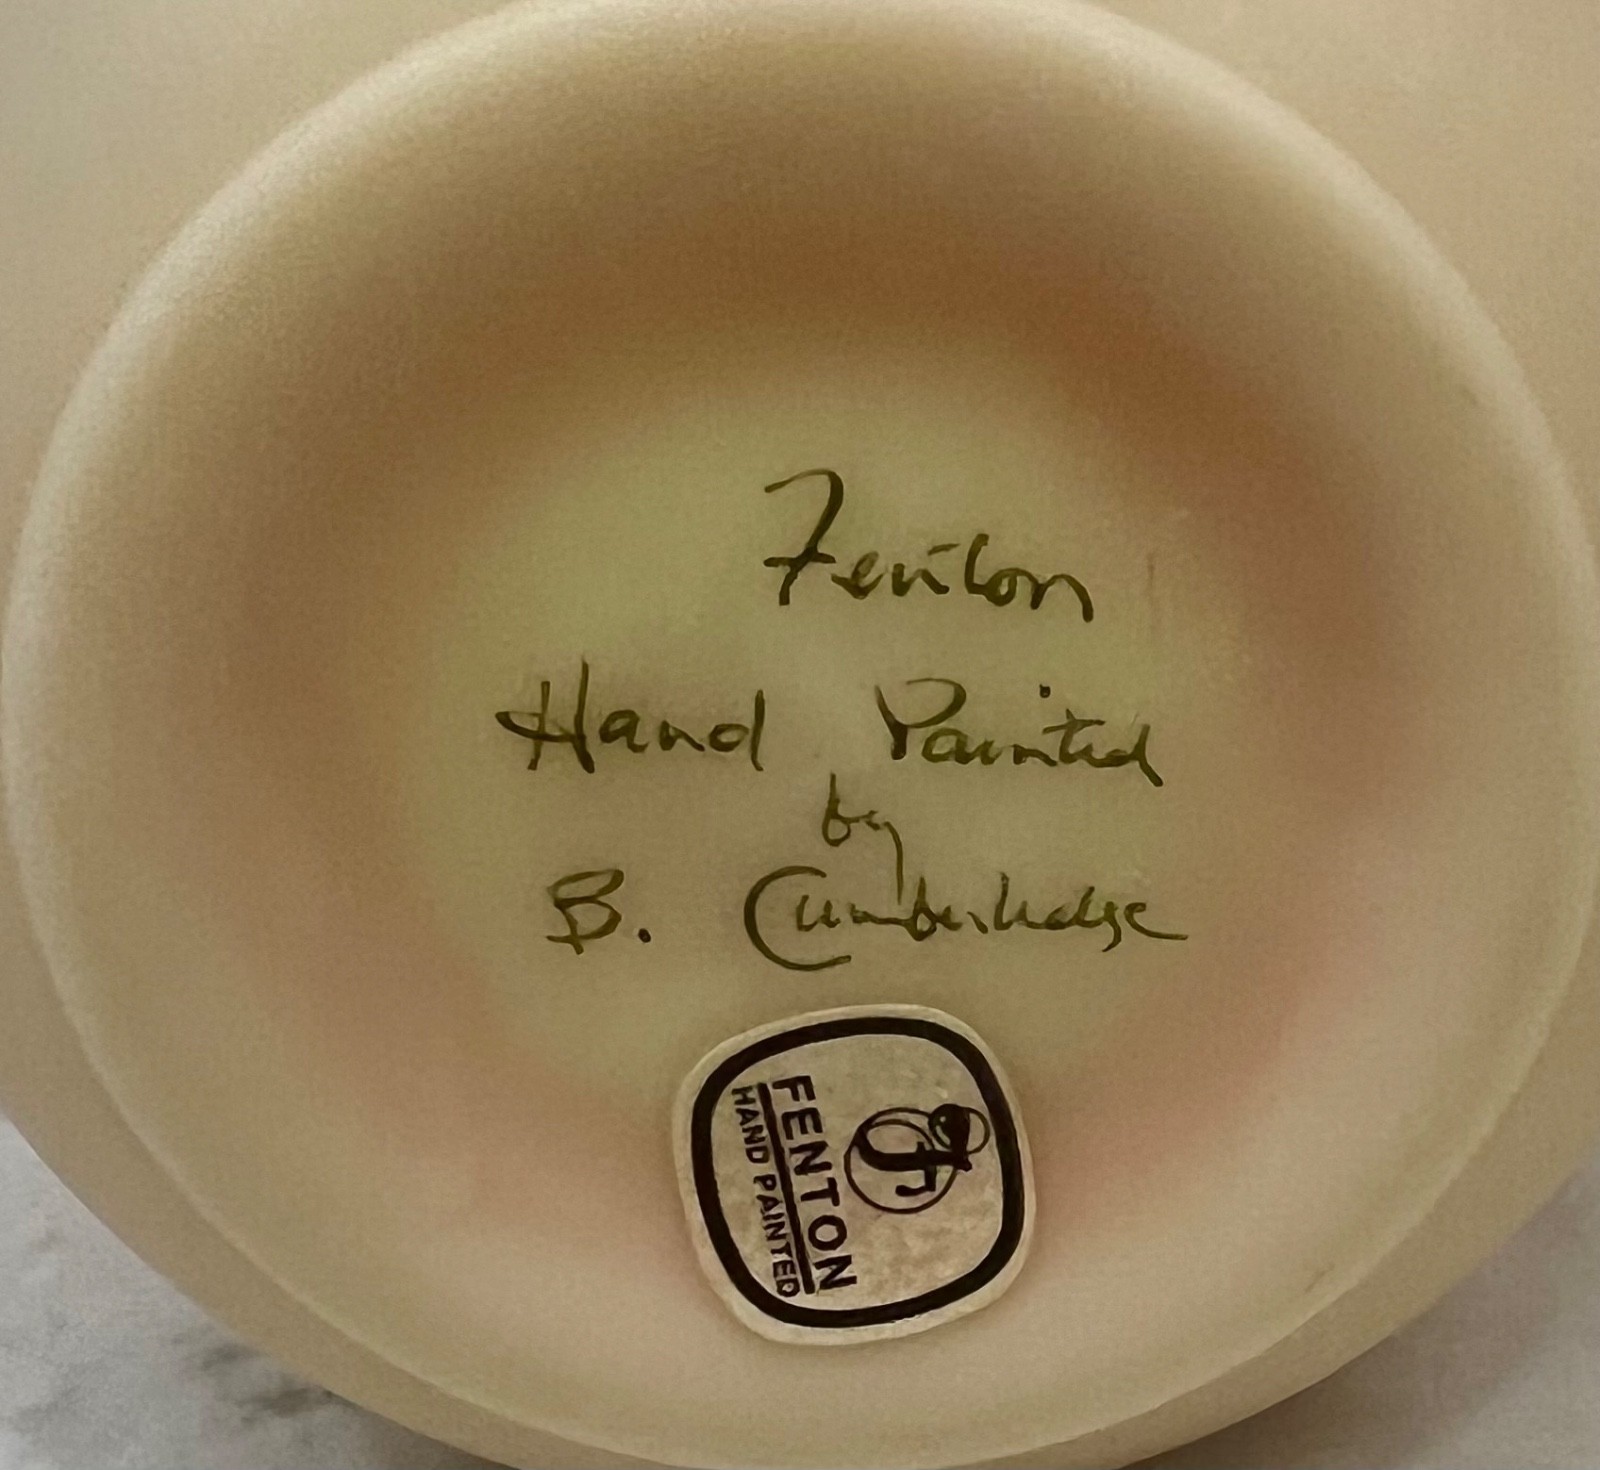 Fenton
Hand Painted
by
B. Cumberledge
FENTON
HAND PAINTED